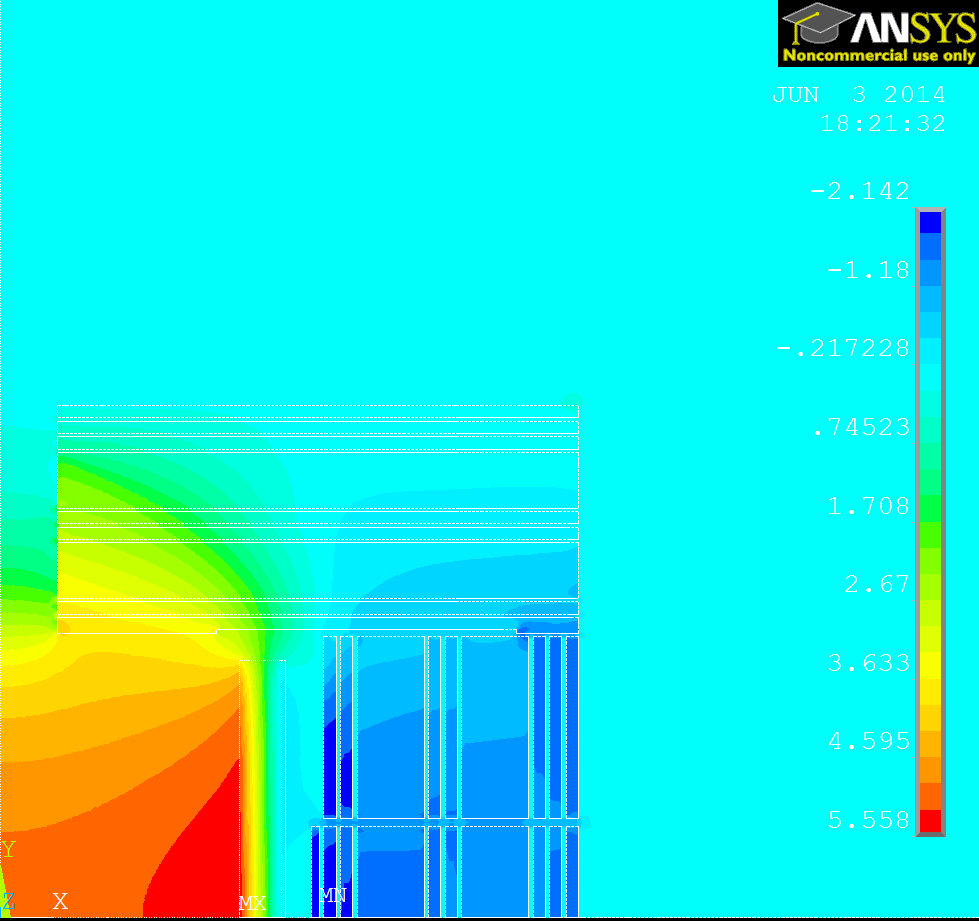 ANSYS
Noncommercial use only
JUN  3 2014
18:21:32
-2.142
-1.18
-.217228
.74523
1.708
2.67
3.633
4.595
5.558
Y
Z X MX MN